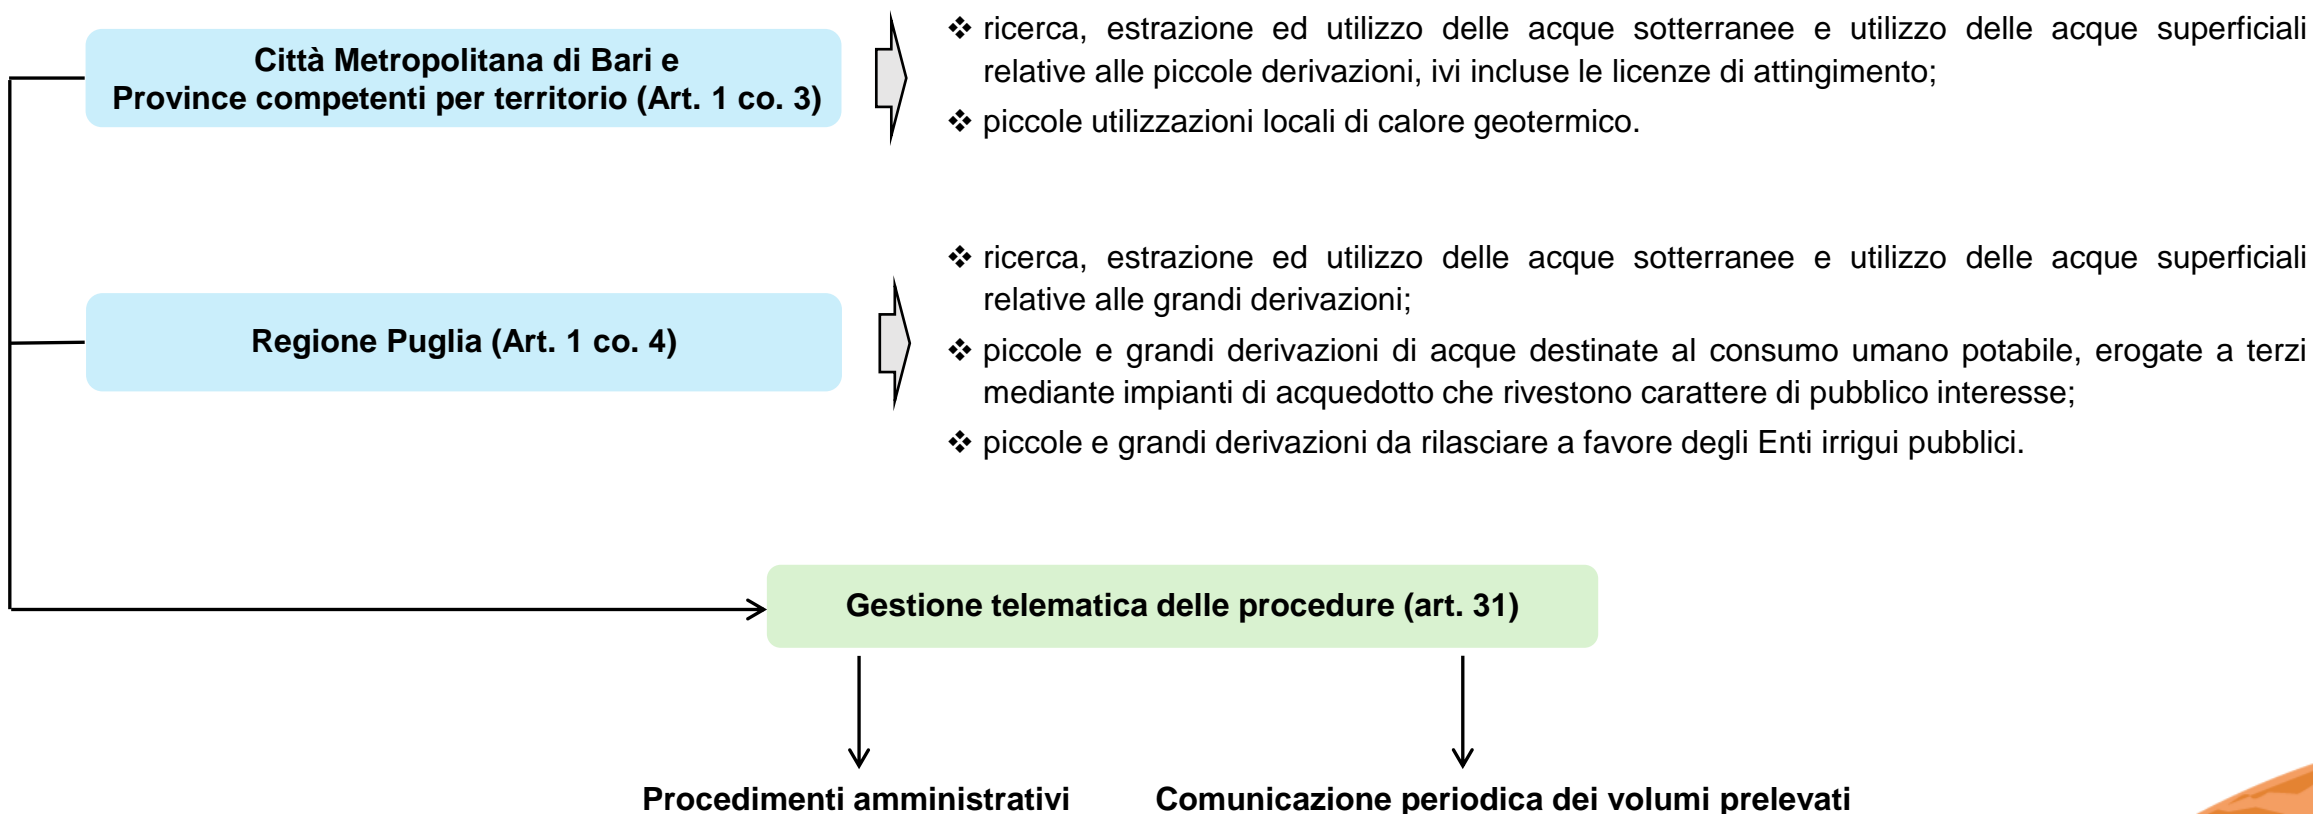 Città Metropolitana di Bari e
Province competenti per territorio (Art. 1 co. 3)
❖ ricerca, estrazione ed utilizzo delle acque sotterranee e utilizzo delle acque superficiali
relative alle piccole derivazioni, ivi incluse le licenze di attingimento;
❖ piccole utilizzazioni locali di calore geotermico.
Regione Puglia (Art. 1 co. 4)
❖ ricerca, estrazione ed utilizzo delle acque sotterranee e utilizzo delle acque superficiali
relative alle grandi derivazioni;
❖ piccole e grandi derivazioni di acque destinate al consumo umano potabile, erogate a terzi
mediante impianti di acquedotto che rivestono carattere di pubblico interesse;
❖ piccole e grandi derivazioni da rilasciare a favore degli Enti irrigui pubblici.
Gestione telematica delle procedure (art. 31)
Procedimenti amministrativi
Comunicazione periodica dei volumi prelevati